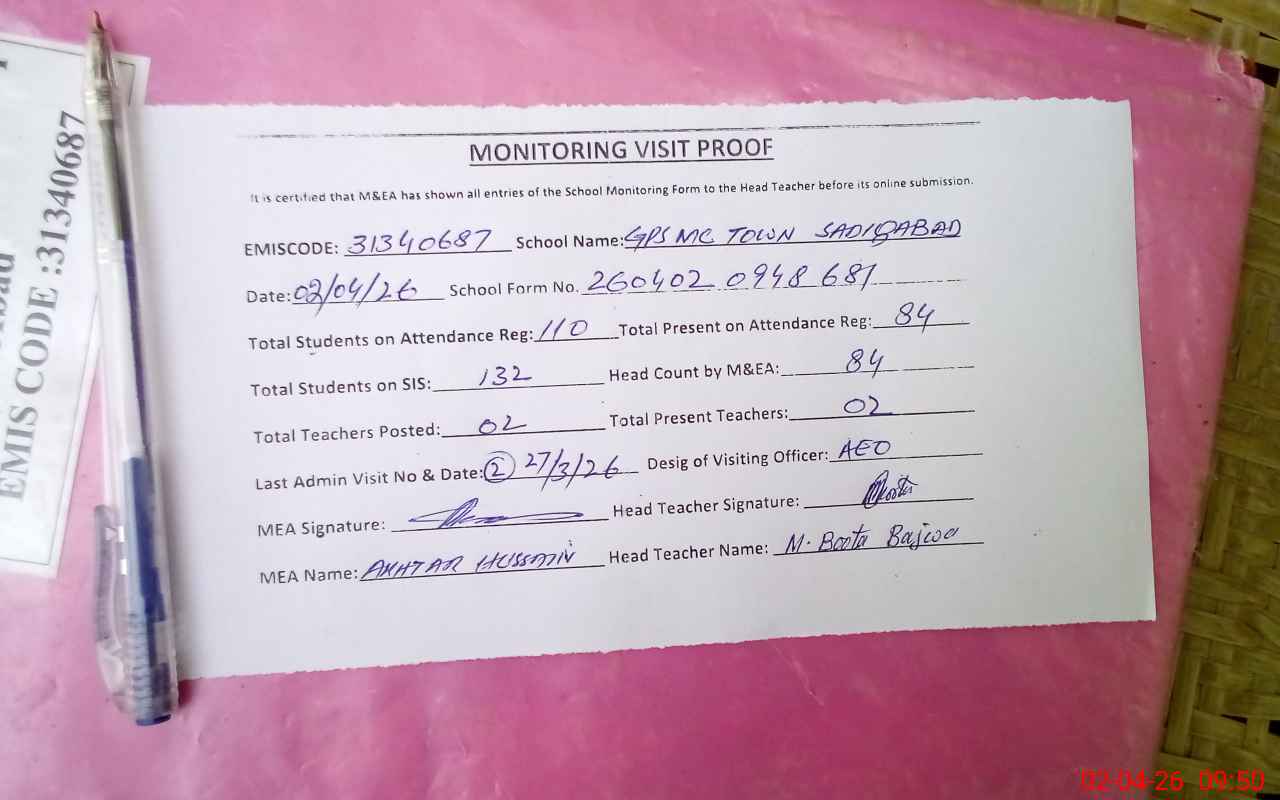 MONITORING VISIT PROOF
It is certified that M&EA has shown all entries of the School Monitoring Form to the Head Teacher before its online submission.
EMISCODE: 31340687 School Name: GPS MC TOWN SADIQABAD
Date: 02/04/26 School Form No. 260402 0948 687
Total Students on Attendance Reg: 110 Total Present on Attendance Reg: 84
Total Students on SIS: 132 Head Count by M&EA: 84
Total Teachers Posted: 02 Total Present Teachers: 02
Last Admin Visit No & Date: (2) 27/3/26 Desig of Visiting Officer: AEO
MEA Signature: Head Teacher Signature:
MEA Name: AKHTAR HUSSAIN Head Teacher Name: M. Boota Bajwa
EMIS CODE :31340687
02-04-26 09:50